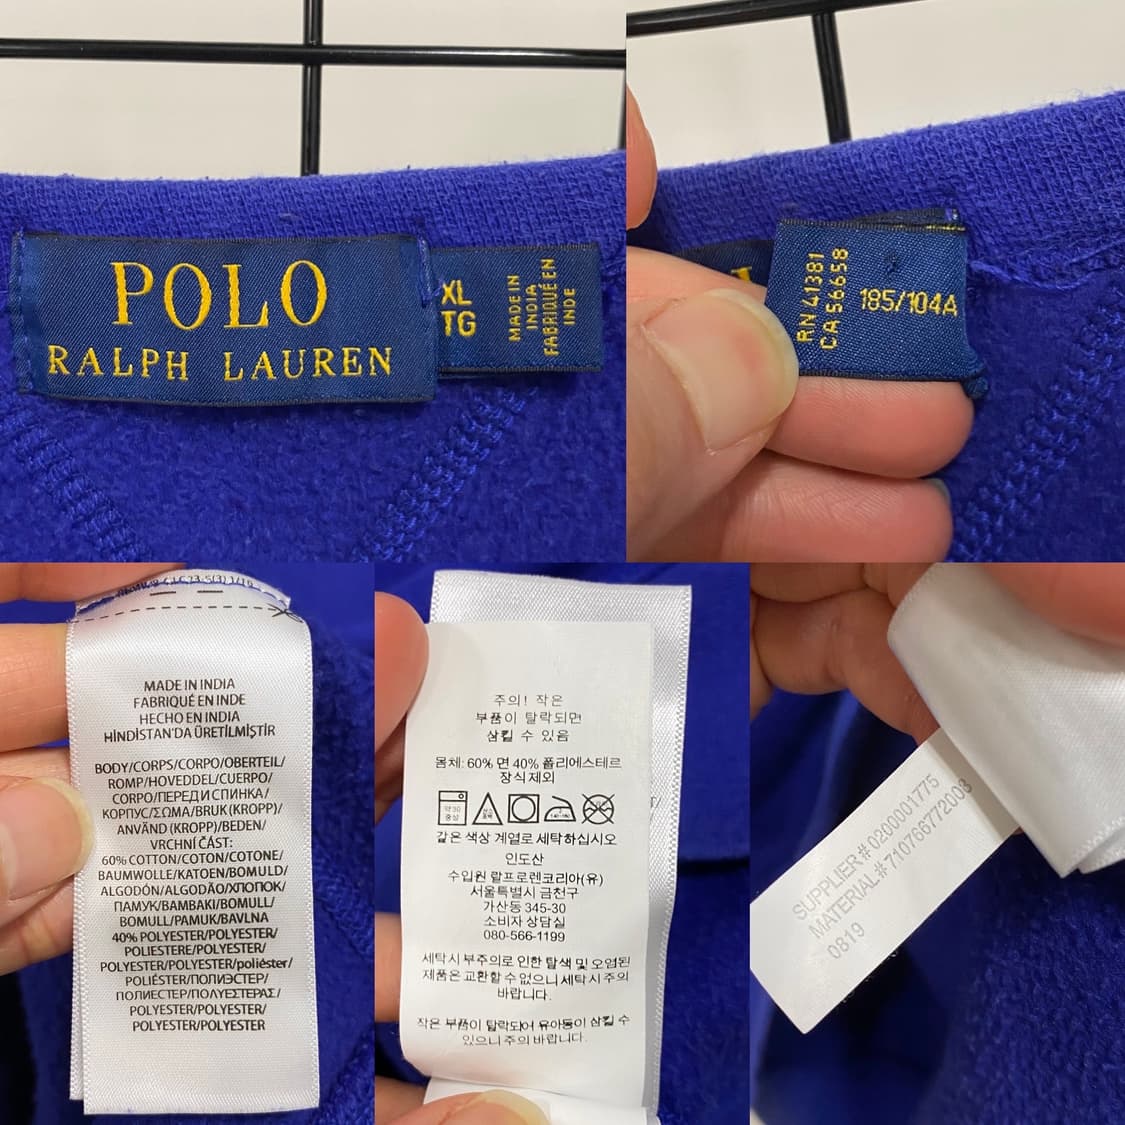 POLO
RALPH LAUREN
XL
TG
MADE IN
INDIA
FABRIQUÉ EN
INDE
RN 41381
CA 56658
185/104A
MADE IN INDIA
FABRIQUÉ EN INDE
HECHO EN INDIA
HİNDİSTAN'DA ÜRETİLMİŞTİR
BODY/CORPS/CORPO/OBERTEIL/
ROMP/HOVEDDEL/CUERPO/
CORPO/ПЕРЕД И СПИНКА/
КОРПУС/ΣΩΜΑ/BRUK (KROPP)/
ANVÄND (KROPP)/BEDEN/
VRCHNÍ ČÁST:
60% COTTON/COTON/COTONE/
BAUMWOLLE/KATOEN/BOMULD/
ALGODÓN/ALGODÃO/ХЛОПОК/
ПАМУК/ΒΑΜΒΑΚΙ/BOMULL/
BOMULL/PAMUK/BAVLNA
40% POLYESTER/POLYESTER/
POLIESTERE/POLYESTER/
POLYESTER/POLYESTER/poliéster/
POLIÉSTER/ПОЛИЭСТЕР/
ПОЛИЕСТЕР/ΠΟΛΥΕΣΤΕΡΑΣ/
POLYESTER/POLYESTER/
POLYESTER/POLYESTER
주의! 작은
부품이 탈락되면
삼킬 수 있음
몸체: 60% 면 40% 폴리에스테르
장식제외
약 30
중성
같은 색상 계열로 세탁하십시오
인도산
수입원 랄프로렌코리아(유)
서울특별시 금천구
가산동 345-30
소비자 상담실
080-566-1199
세탁시 부주의로 인한 탈색 및 오염된
제품은 교환할 수 없으니 세탁시 주의
바랍니다.
작은 부품이 탈락되어 유아동이 삼킬 수
있으니 주의 바랍니다.
SUPPLIER # 0200001775
MATERIAL # 710766772008
0819